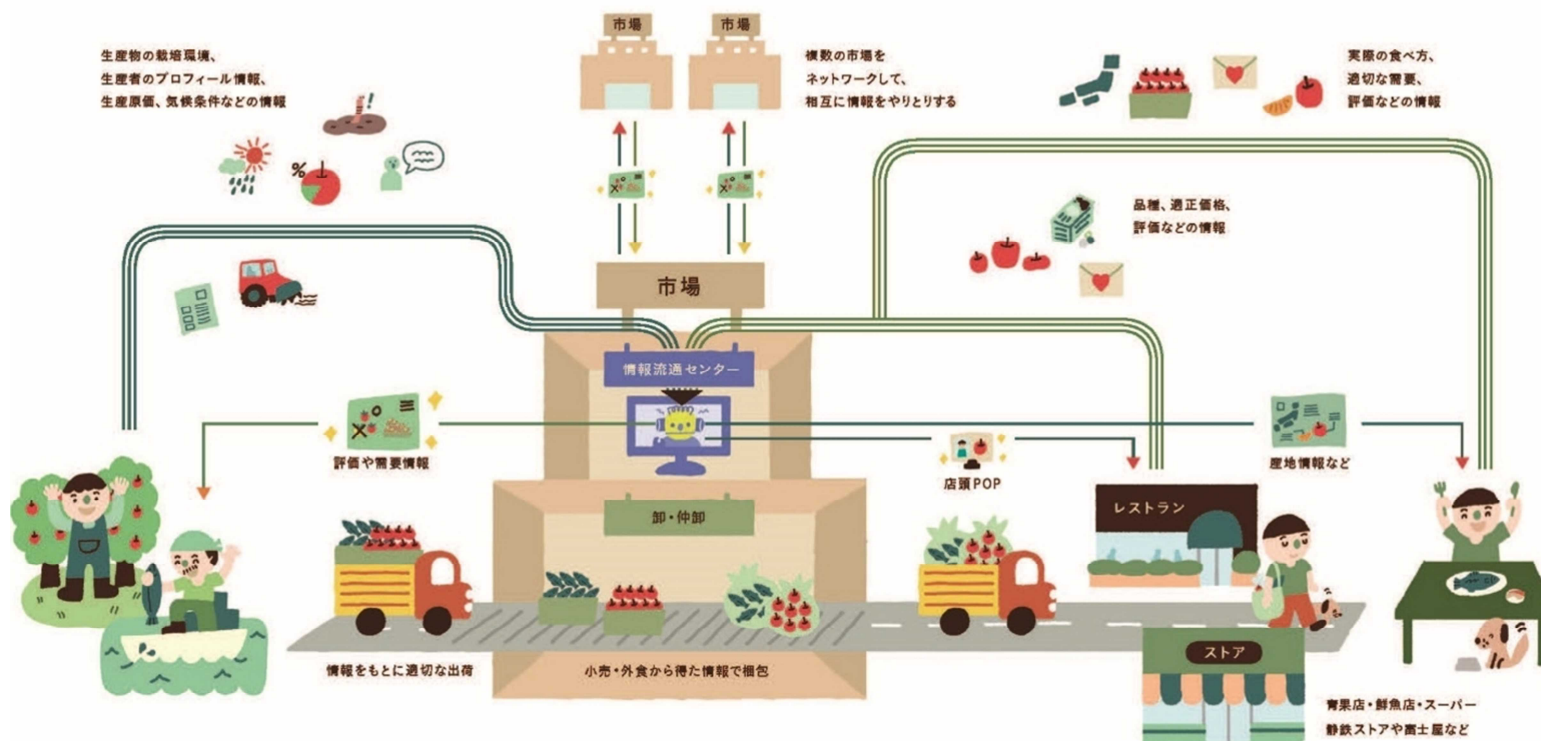 市場
市場
生産物の栽培環境、
生産者のプロフィール情報、
生産原価、気候条件などの情報
複数の市場を
ネットワークして、
相互に情報をやりとりする
実際の食べ方、
適切な需要、
評価などの情報
%
品種、適正価格、
評価などの情報
市場
情報流通センター
評価や需要情報
店頭POP
産地情報など
卸・仲卸
レストラン
ストア
情報をもとに適切な出荷
小売・外食から得た情報で梱包
青果店・鮮魚店・スーパー
静鉄ストアや富士屋など